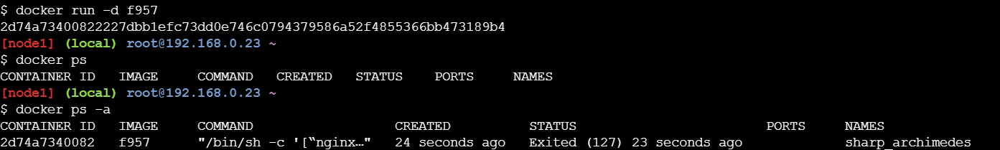 $ docker run -d f957
2d74a73400822227dbb1efc73dd0e746c0794379586a52f4855366bb473189b4
[node1] (local) root@192.168.0.23 ~
$ docker ps
CONTAINER ID   IMAGE     COMMAND   CREATED   STATUS    PORTS     NAMES
[node1] (local) root@192.168.0.23 ~
$ docker ps -a
CONTAINER ID   IMAGE     COMMAND                  CREATED          STATUS                        PORTS     NAMES
2d74a7340082   f957      "/bin/sh -c '[“nginx…"   24 seconds ago   Exited (127) 23 seconds ago             sharp_archimedes